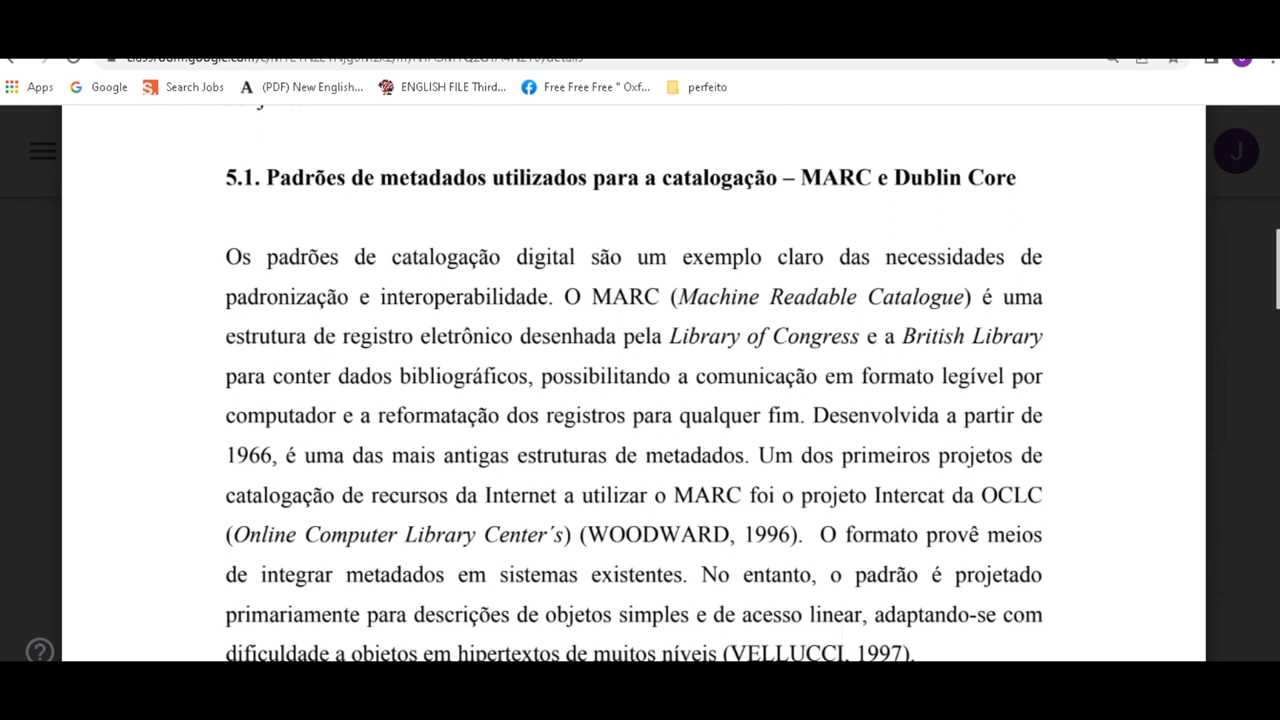 Apps
Google
Search Jobs
(PDF) New English...
ENGLISH FILE Third...
Free Free Free " Oxf...
perfeito
J
5.1. Padrões de metadados utilizados para a catalogação – MARC e Dublin Core
Os padrões de catalogação digital são um exemplo claro das necessidades de
padronização e interoperabilidade. O MARC (Machine Readable Catalogue) é uma
estrutura de registro eletrônico desenhada pela Library of Congress e a British Library
para conter dados bibliográficos, possibilitando a comunicação em formato legível por
computador e a reformatação dos registros para qualquer fim. Desenvolvida a partir de
1966, é uma das mais antigas estruturas de metadados. Um dos primeiros projetos de
catalogação de recursos da Internet a utilizar o MARC foi o projeto Intercat da OCLC
(Online Computer Library Center´s) (WOODWARD, 1996). O formato provê meios
de integrar metadados em sistemas existentes. No entanto, o padrão é projetado
primariamente para descrições de objetos simples e de acesso linear, adaptando-se com
dificuldade a objetos em hipertextos de muitos níveis (VELLUCCI, 1997).